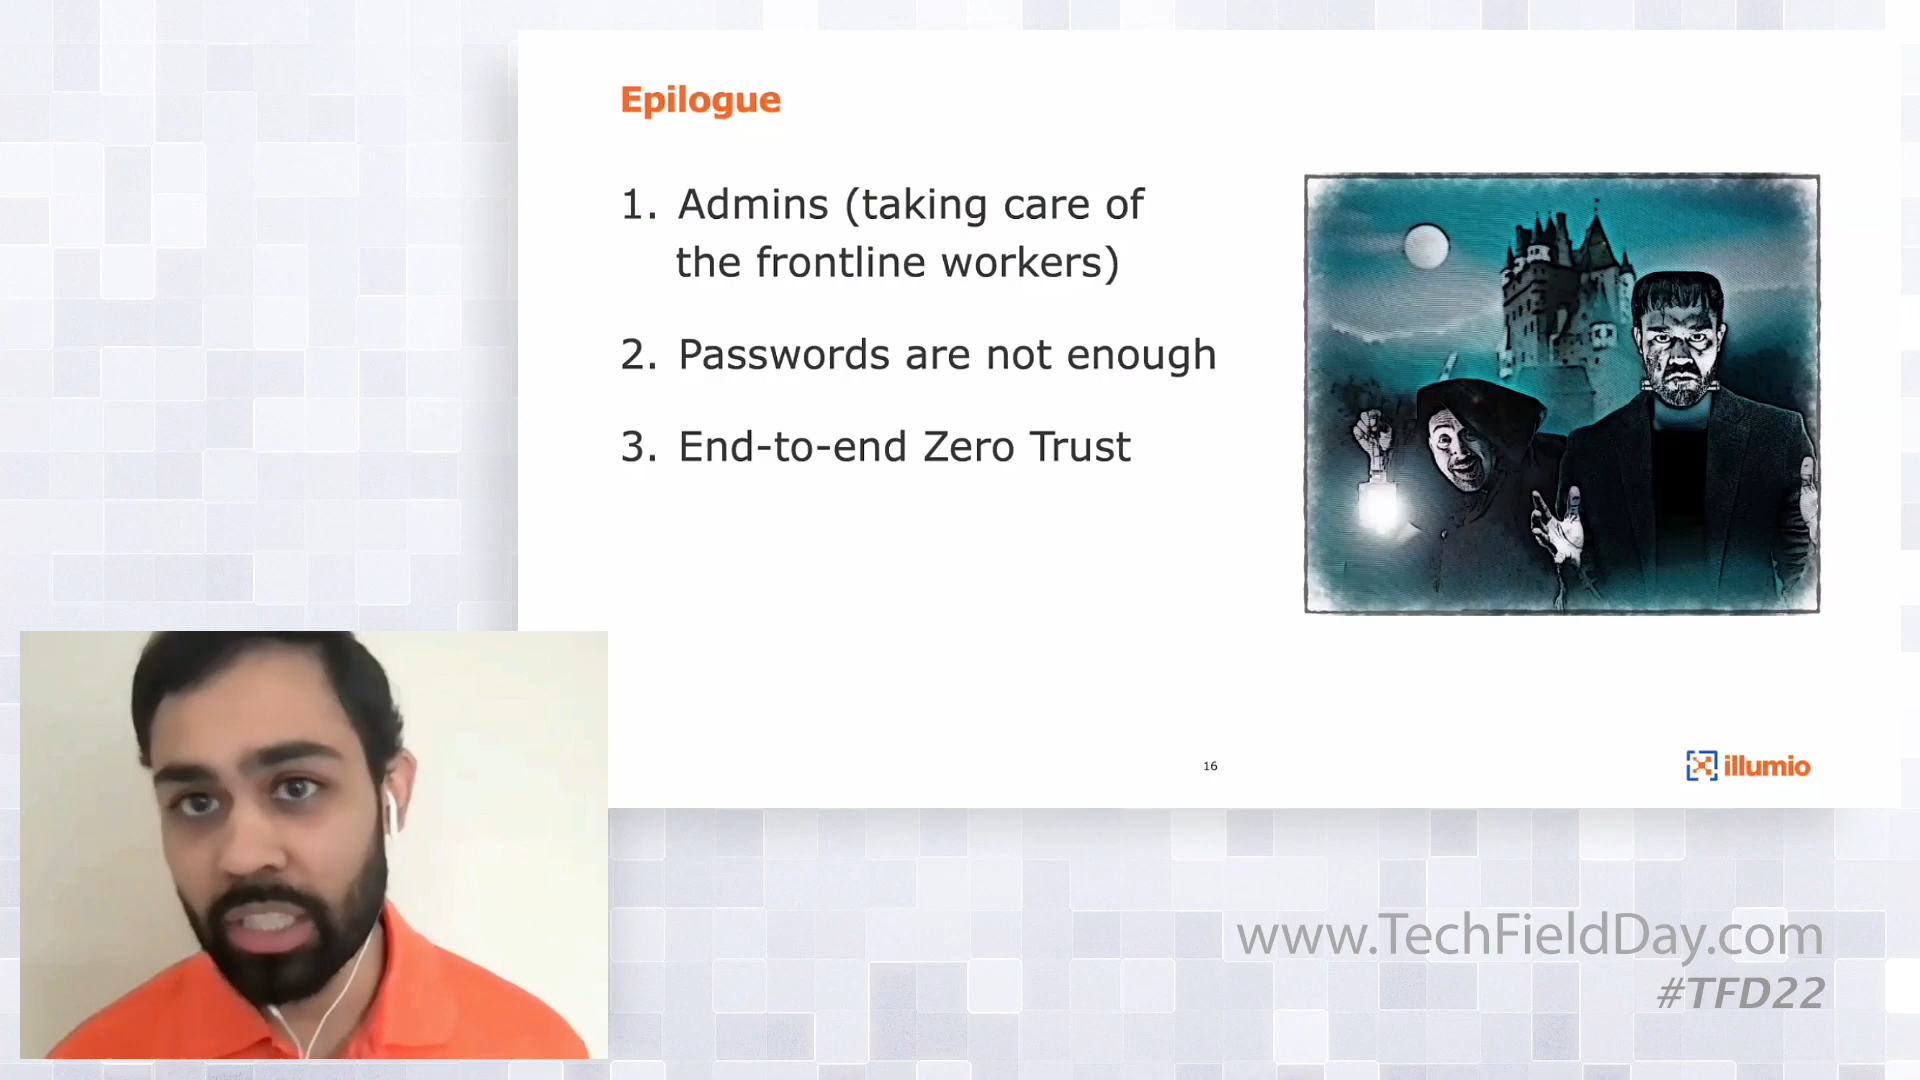 Epilogue
1. Admins (taking care of
the frontline workers)
2. Passwords are not enough
3. End-to-end Zero Trust
16
illumio
www.TechFieldDay.com
#TFD22